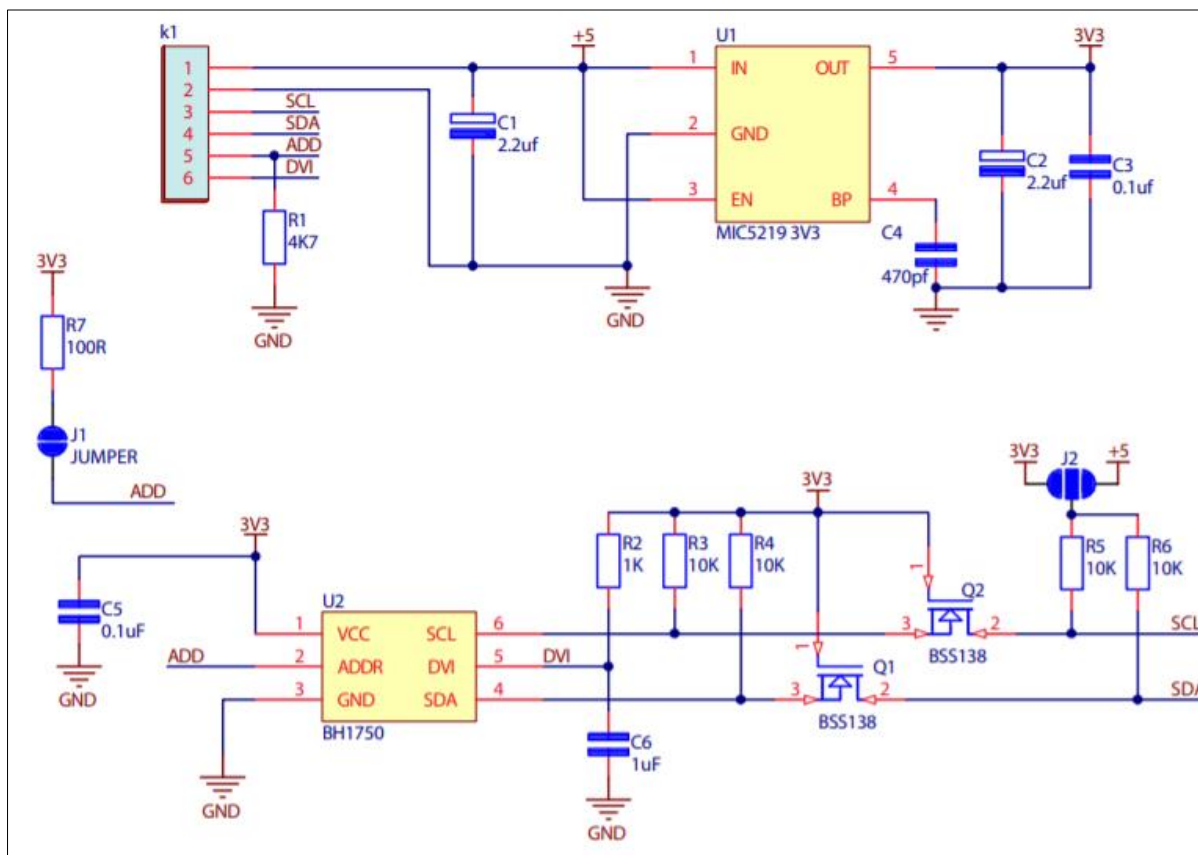 k1
1
2
3
4
5
6
SCL
SDA
ADD
DVI
R1
4K7
GND
C1
2.2uf
+5
GND
U1
1
2
3
IN
GND
EN
OUT
BP
5
4
MIC5219 3V3
C4
470pf
3V3
C2
2.2uf
C3
0.1uf
3V3
R7
100R
J1
JUMPER
ADD
3V3
C5
0.1uF
GND
ADD
GND
U2
1
2
3
VCC
ADDR
GND
SCL
DVI
SDA
6
5
4
BH1750
DVI
R2
1K
R3
10K
R4
10K
C6
1uF
GND
3V3
1
Q2
3
2
BSS138
1
Q1
3
2
BSS138
3V3
J2
+5
R5
10K
R6
10K
SCL
SDA